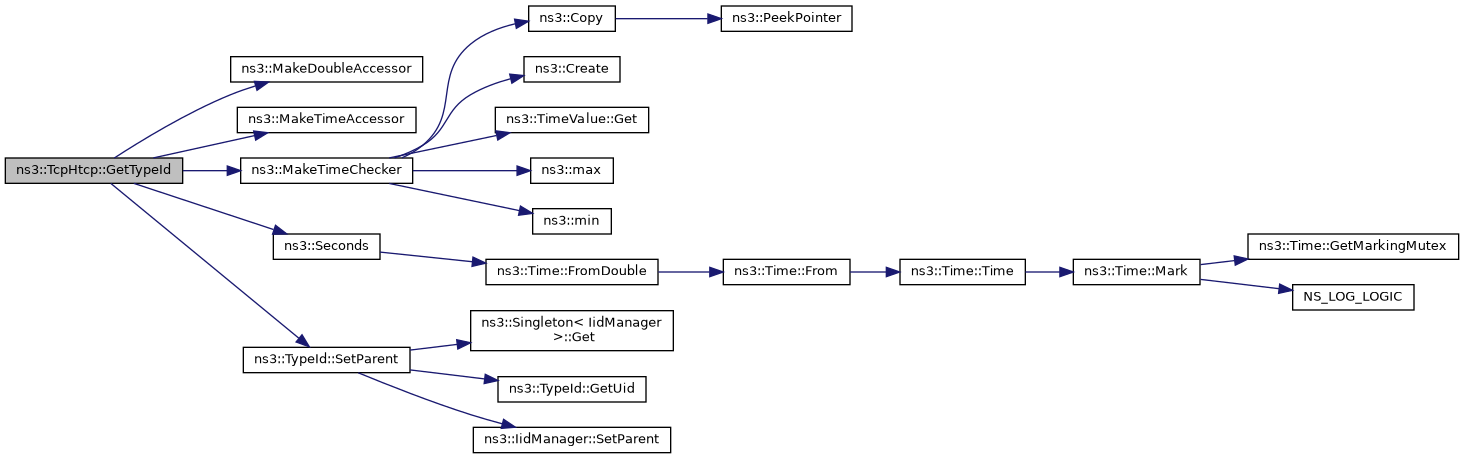 ns3::TcpHtcp::GetTypeId
ns3::MakeDoubleAccessor
ns3::MakeTimeAccessor
ns3::MakeTimeChecker
ns3::Copy
ns3::PeekPointer
ns3::Create
ns3::TimeValue::Get
ns3::max
ns3::min
ns3::Seconds
ns3::Time::FromDouble
ns3::Time::From
ns3::Time::Time
ns3::Time::Mark
ns3::Time::GetMarkingMutex
NS_LOG_LOGIC
ns3::TypeId::SetParent
ns3::Singleton< IidManager
>::Get
ns3::TypeId::GetUid
ns3::IidManager::SetParent